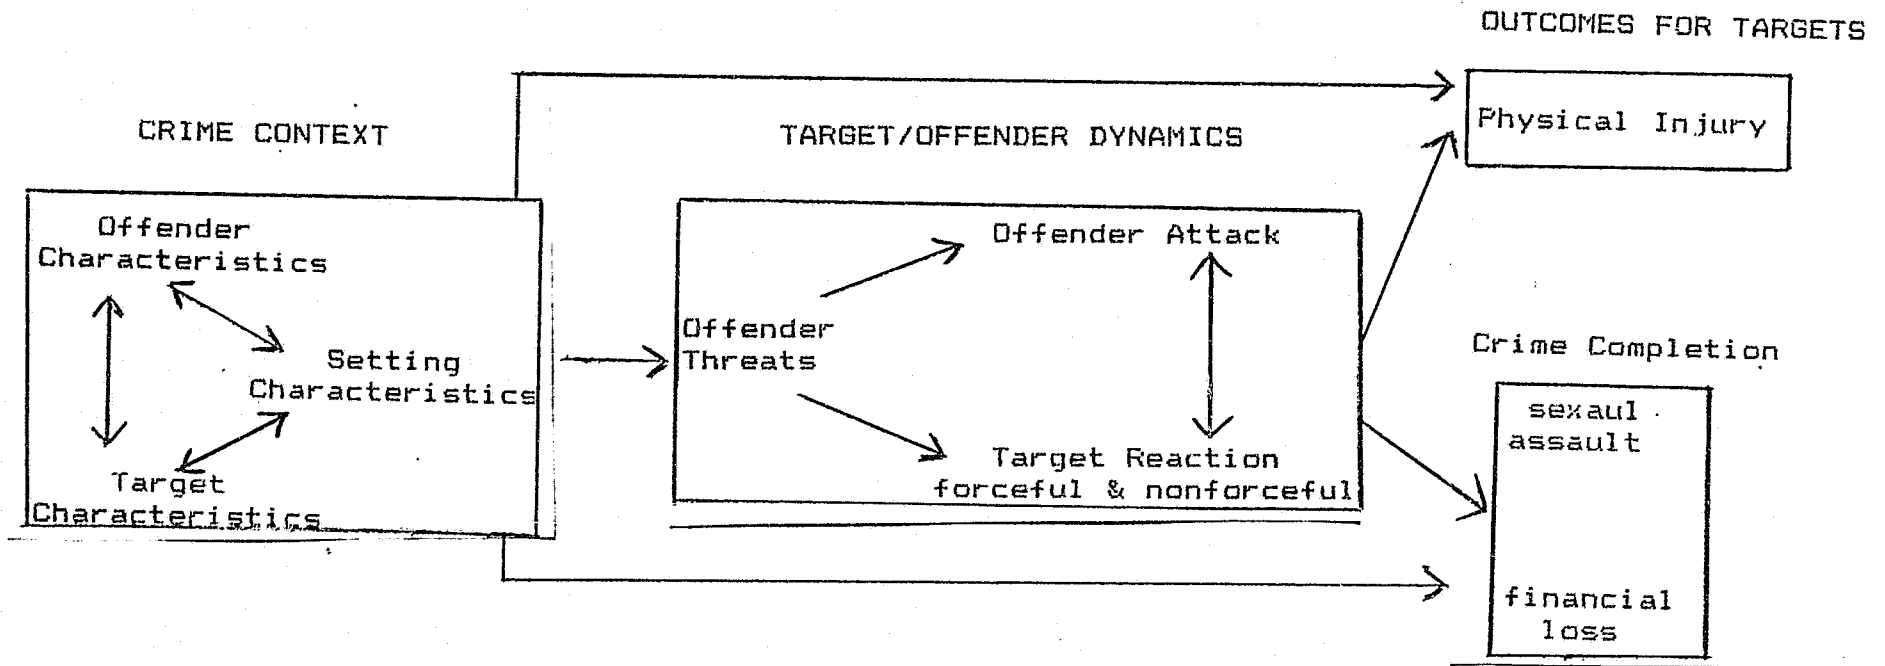 OUTCOMES FOR TARGETS
Physical Injury
CRIME CONTEXT
TARGET/OFFENDER DYNAMICS
Offender
Characteristics
Setting
Characteristics
Target
Characteristics
Offender Attack
Offender
Threats
Target Reaction
forceful & nonforceful
Crime Completion
sexaul
assault
financial
loss